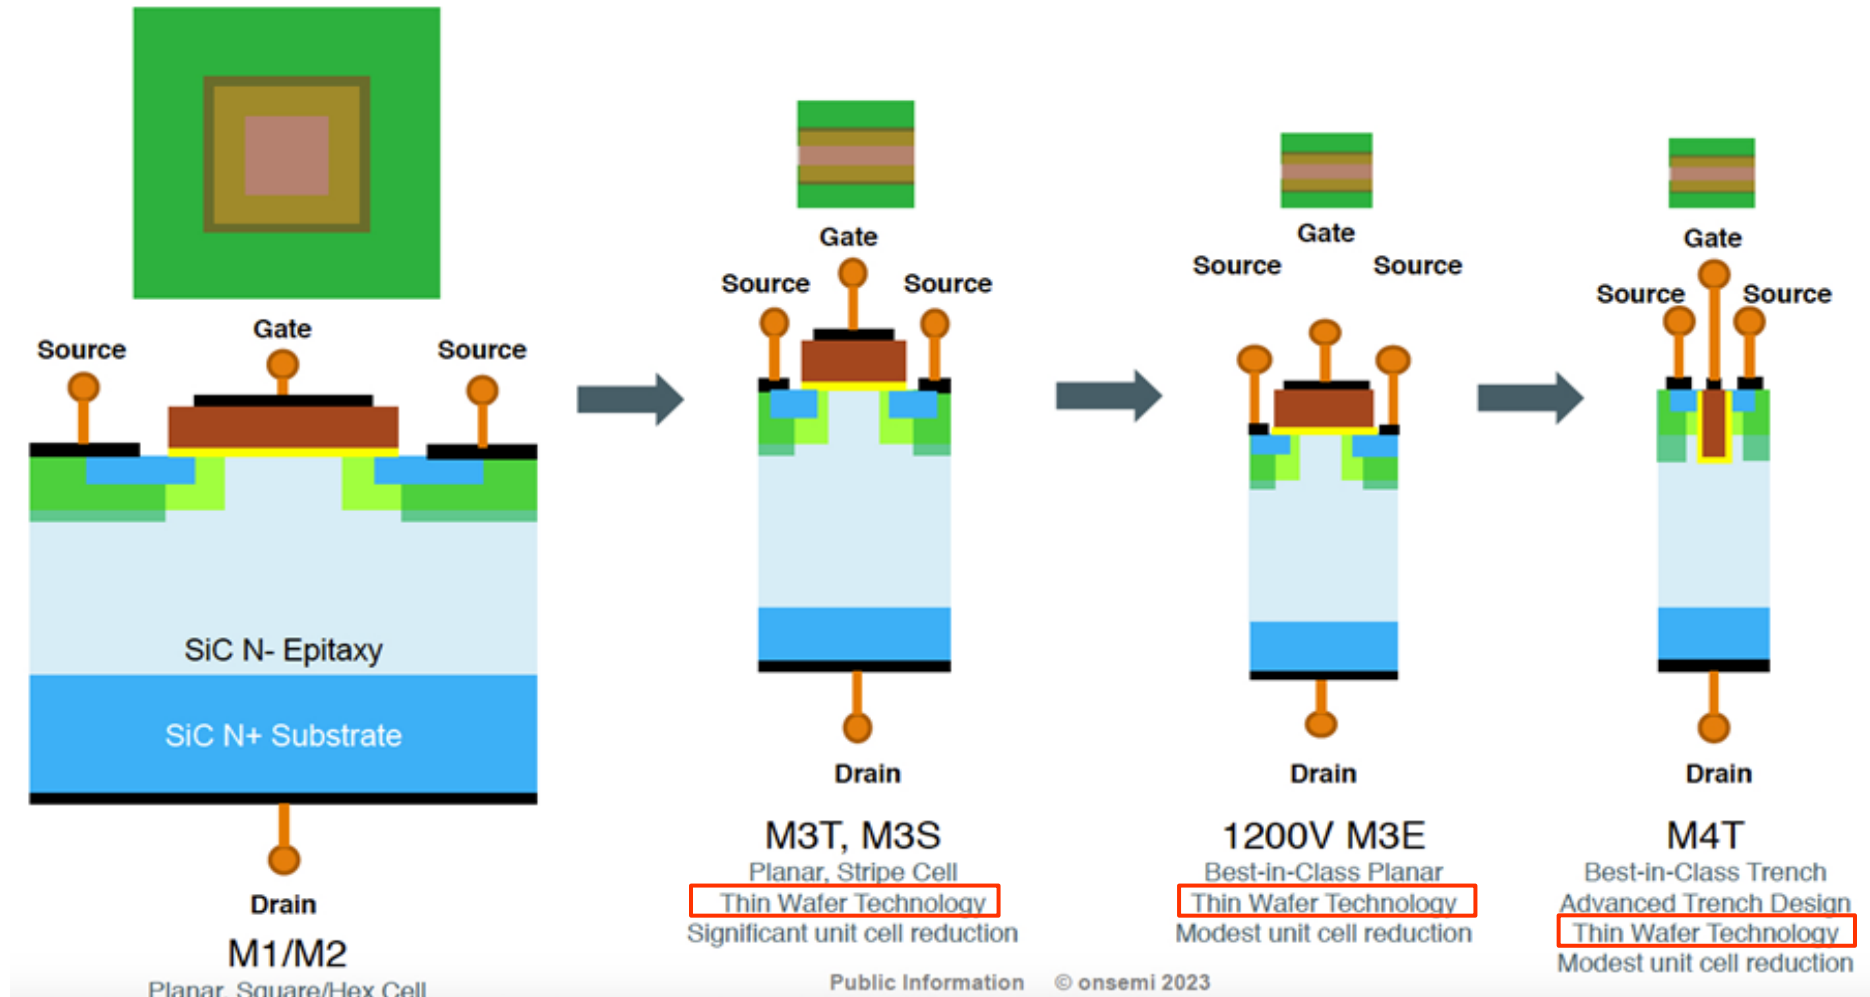 Gate
Source
Source
SiC N- Epitaxy
SiC N+ Substrate
Drain
M1/M2
Planar, Square/Hex Cell
Gate
Source
Source
Drain
M3T, M3S
Planar, Stripe Cell
Thin Wafer Technology
Significant unit cell reduction
Gate
Source
Source
Drain
1200V M3E
Best-in-Class Planar
Thin Wafer Technology
Modest unit cell reduction
Gate
Source
Source
Drain
M4T
Best-in-Class Trench
Advanced Trench Design
Thin Wafer Technology
Modest unit cell reduction
Public Information © onsemi 2023